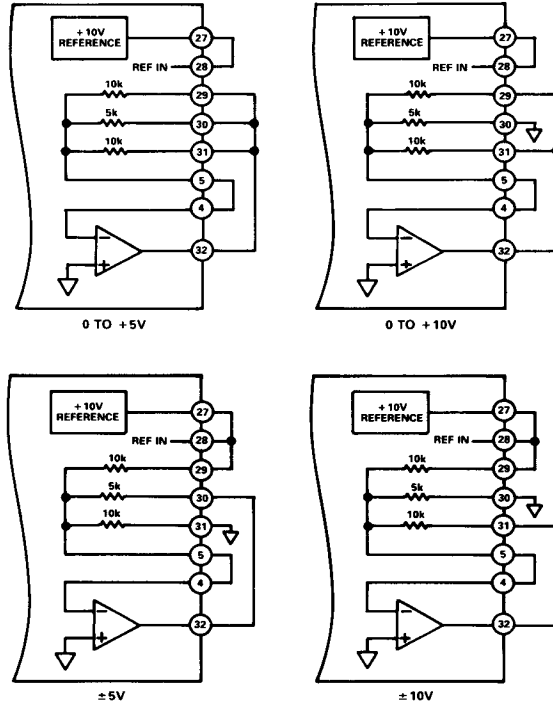 + 10V
REFERENCE
27
REF IN
28
10k
29
5k
30
10k
31
5
4
−
+
32
0 TO +5V
+ 10V
REFERENCE
27
REF IN
28
10k
29
5k
30
10k
31
5
4
−
+
32
0 TO +10V
+ 10V
REFERENCE
27
REF IN
28
10k
29
5k
30
10k
31
5
4
−
+
32
±5V
+ 10V
REFERENCE
27
REF IN
28
10k
29
5k
30
10k
31
5
4
−
+
32
±10V